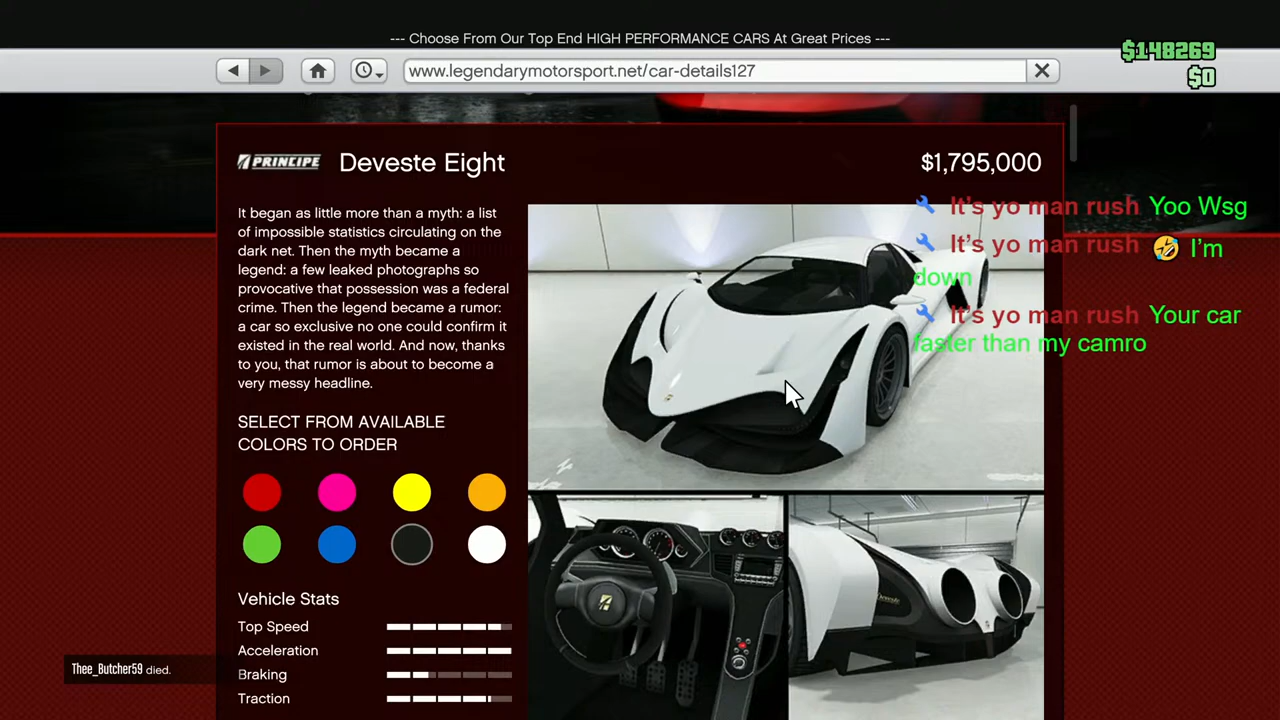 --- Choose From Our Top End HIGH PERFORMANCE CARS At Great Prices ---
$148269
$0
www.legendarymotorsport.net/car-details127
PRINCIPE
Deveste Eight
$1,795,000
It began as little more than a myth: a list
of impossible statistics circulating on the
dark net. Then the myth became a
legend: a few leaked photographs so
provocative that possession was a federal
crime. Then the legend became a rumor:
a car so exclusive no one could confirm it
existed in the real world. And now, thanks
to you, that rumor is about to become a
very messy headline.
It's yo man rush Yoo Wsg
It's yo man rush 🤣 I'm
down
It's yo man rush Your car
faster than my camro
SELECT FROM AVAILABLE
COLORS TO ORDER
Vehicle Stats
Top Speed
Acceleration
Braking
Traction
Thee_Butcher59 died.